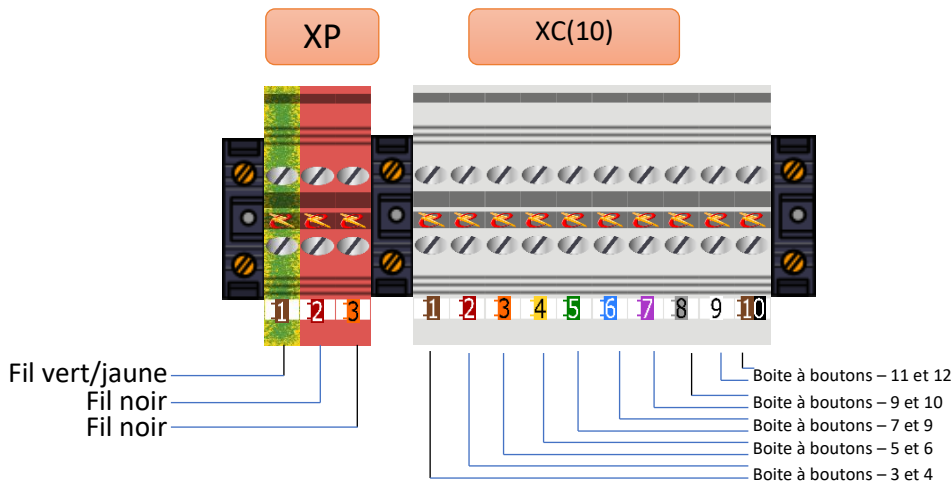 XP
XC(10)
1 2 3
1 2 3 4 5 6 7 8 9 10
Fil vert/jaune
Fil noir
Fil noir
Boite à boutons – 11 et 12
Boite à boutons – 9 et 10
Boite à boutons – 7 et 9
Boite à boutons – 5 et 6
Boite à boutons – 3 et 4